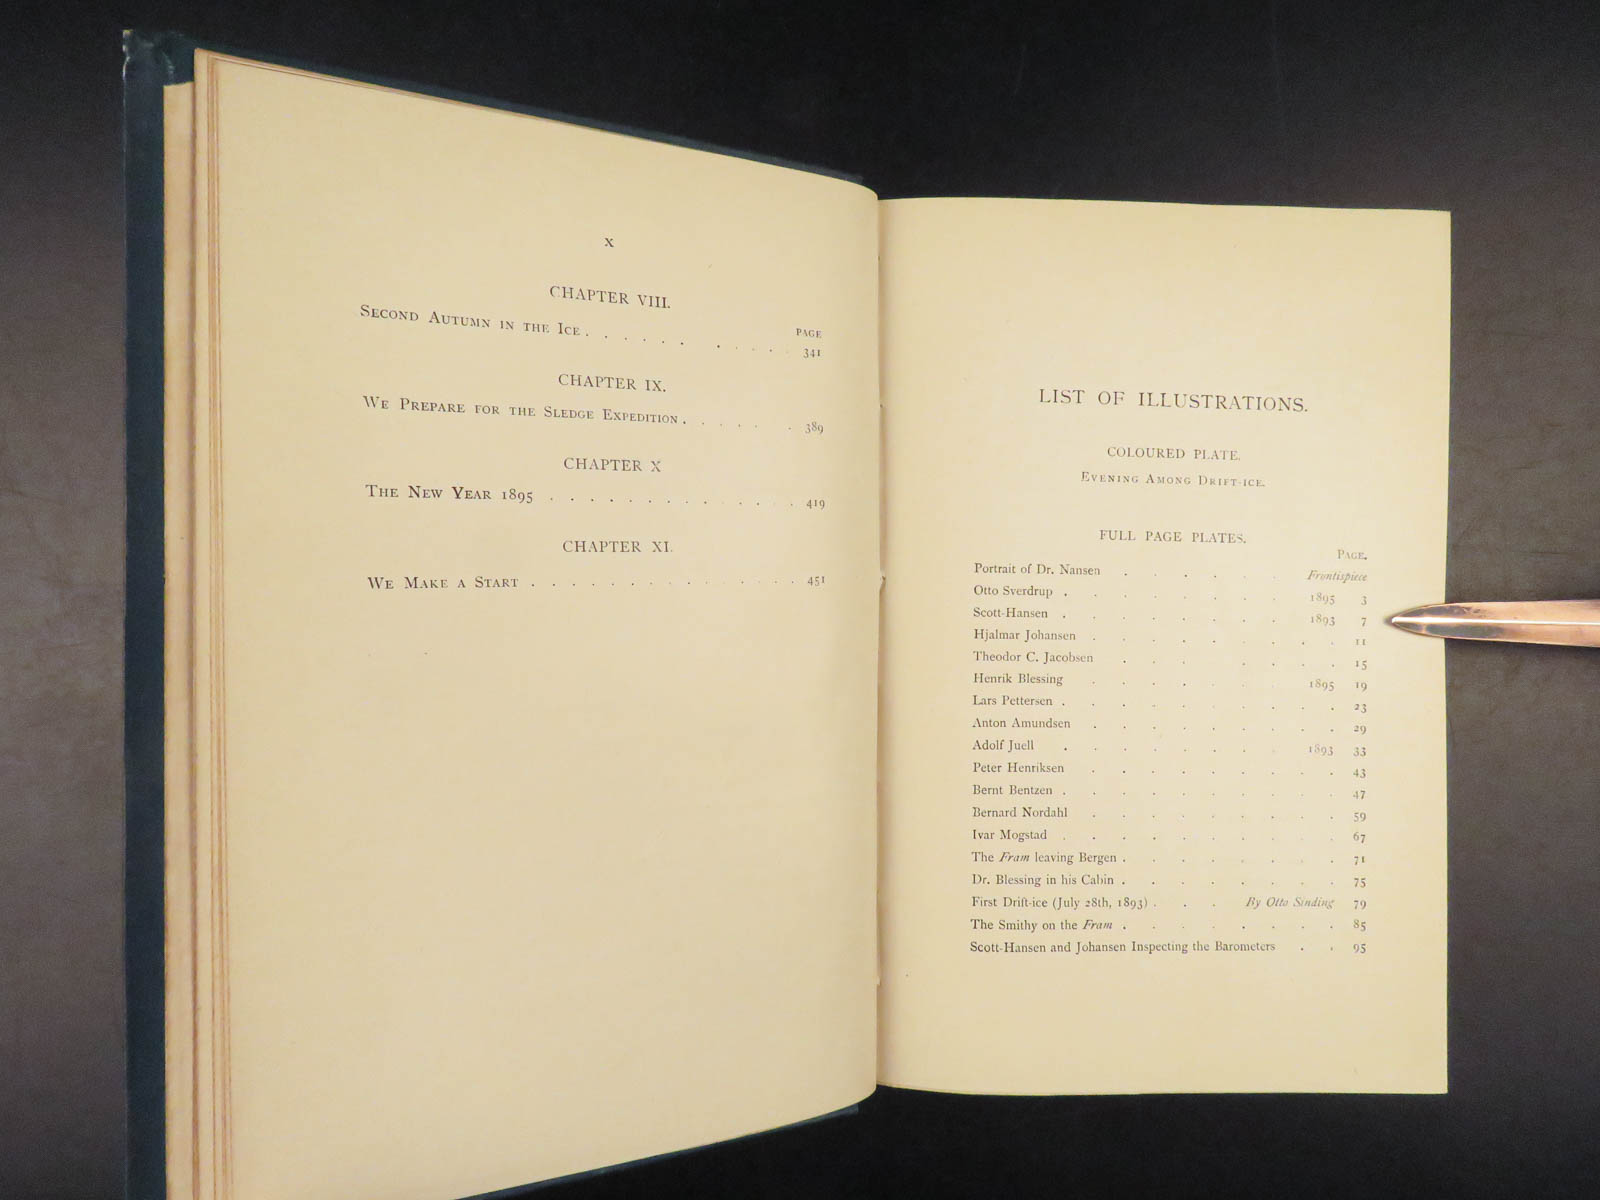 x
CHAPTER VIII.
PAGE
Second Autumn in the Ice . . . . . . . . . . 341
CHAPTER IX.
We Prepare for the Sledge Expedition . . . . . . 389
CHAPTER X
The New Year 1895 . . . . . . . . . . . . . 419
CHAPTER XI.
We Make a Start . . . . . . . . . . . . . . 451
LIST OF ILLUSTRATIONS.
COLOURED PLATE.
Evening Among Drift-ice.
FULL PAGE PLATES.
Page.
Portrait of Dr. Nansen . . . . . . Frontispiece
Otto Sverdrup . . . . . . . . 1895 3
Scott-Hansen . . . . . . . . 1893 7
Hjalmar Johansen . . . . . . . . . 11
Theodor C. Jacobsen . . . . . . . 15
Henrik Blessing . . . . . . . 1895 19
Lars Pettersen . . . . . . . . . . 23
Anton Amundsen . . . . . . . . . 29
Adolf Juell . . . . . . . . 1893 33
Peter Henriksen . . . . . . . . . 43
Bernt Bentzen . . . . . . . . . . 47
Bernard Nordahl . . . . . . . . . 59
Ivar Mogstad . . . . . . . . . . 67
The Fram leaving Bergen . . . . . . . . 71
Dr. Blessing in his Cabin . . . . . . . . 75
First Drift-ice (July 28th, 1893) . . . By Otto Sinding 79
The Smithy on the Fram . . . . . . . . 85
Scott-Hansen and Johansen Inspecting the Barometers . . 95